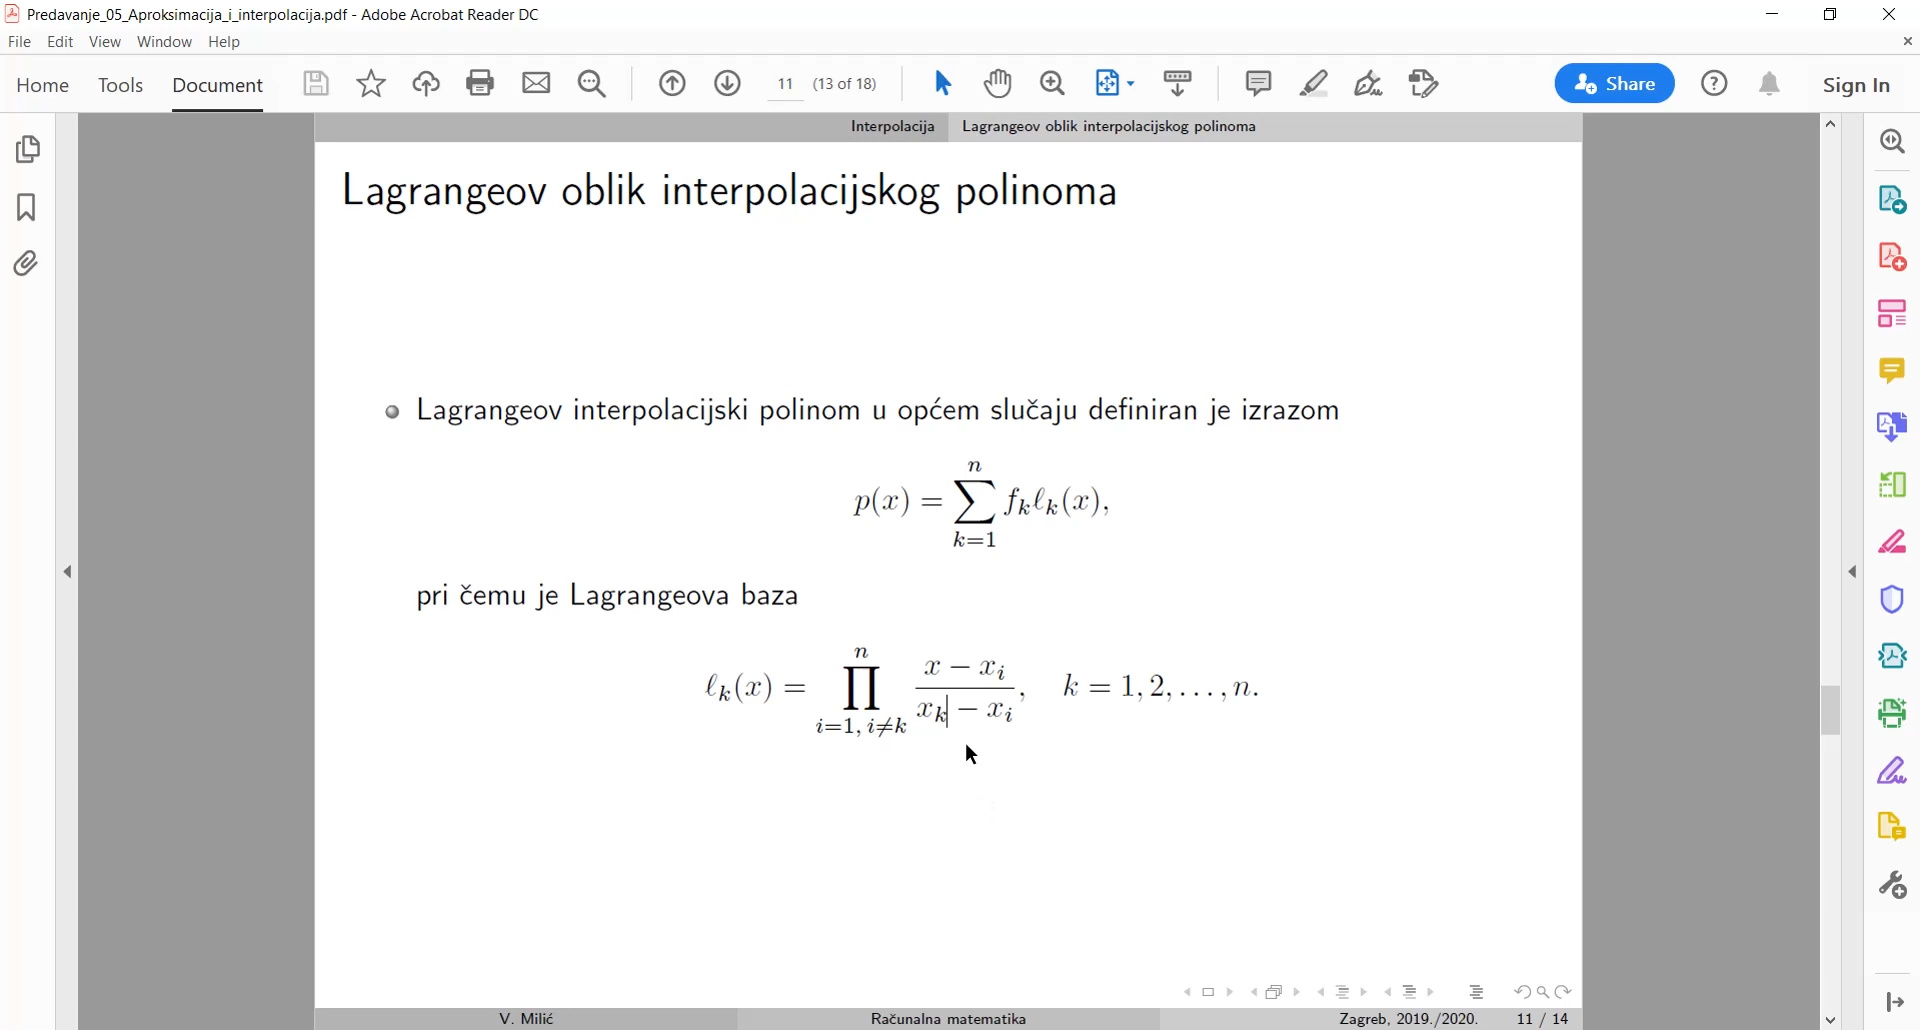 Predavanje_05_Aproksimacija_i_interpolacija.pdf - Adobe Acrobat Reader DC
File Edit View Window Help
Home Tools Document 11 (13 of 18) Share Sign In
Interpolacija Lagrangeov oblik interpolacijskog polinoma
Lagrangeov oblik interpolacijskog polinoma
Lagrangeov interpolacijski polinom u općem slučaju definiran je izrazom
p(x) = ∑_{k=1}^{n} f_k ℓ_k(x),
pri čemu je Lagrangeova baza
ℓ_k(x) = ∏_{i=1, i≠k}^{n} \frac{x − x_i}{x_k − x_i}, k = 1, 2, . . . , n.
V. Milić Računalna matematika Zagreb, 2019./2020. 11 / 14